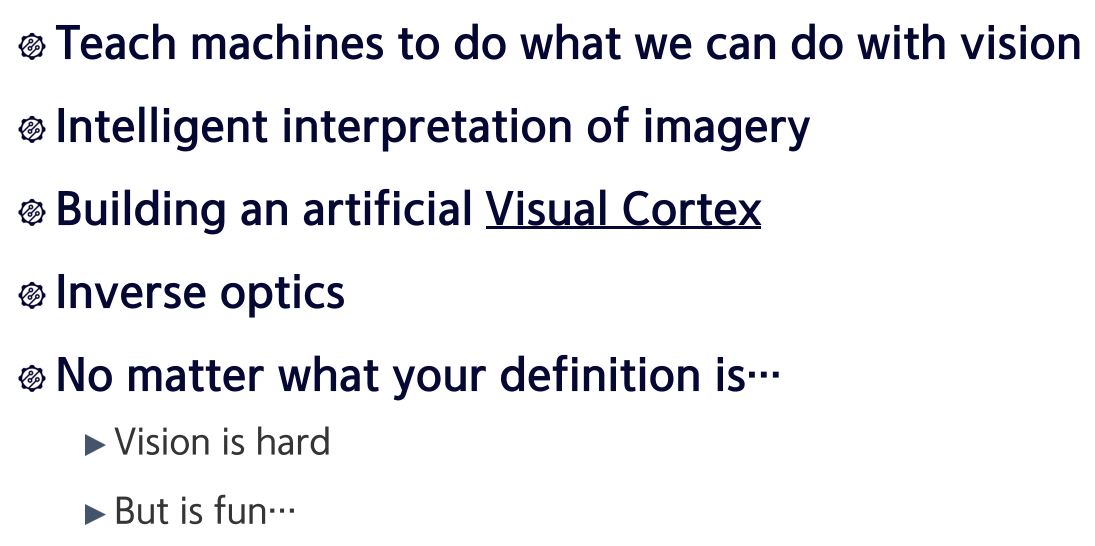 Teach machines to do what we can do with vision
Intelligent interpretation of imagery
Building an artificial Visual Cortex
Inverse optics
No matter what your definition is⋯
▶ Vision is hard
▶ But is fun⋯